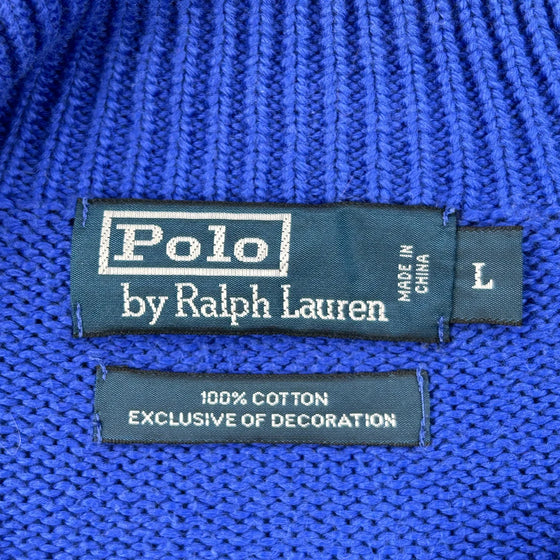 Polo
by Ralph Lauren
MADE IN
CHINA
L
100% COTTON
EXCLUSIVE OF DECORATION